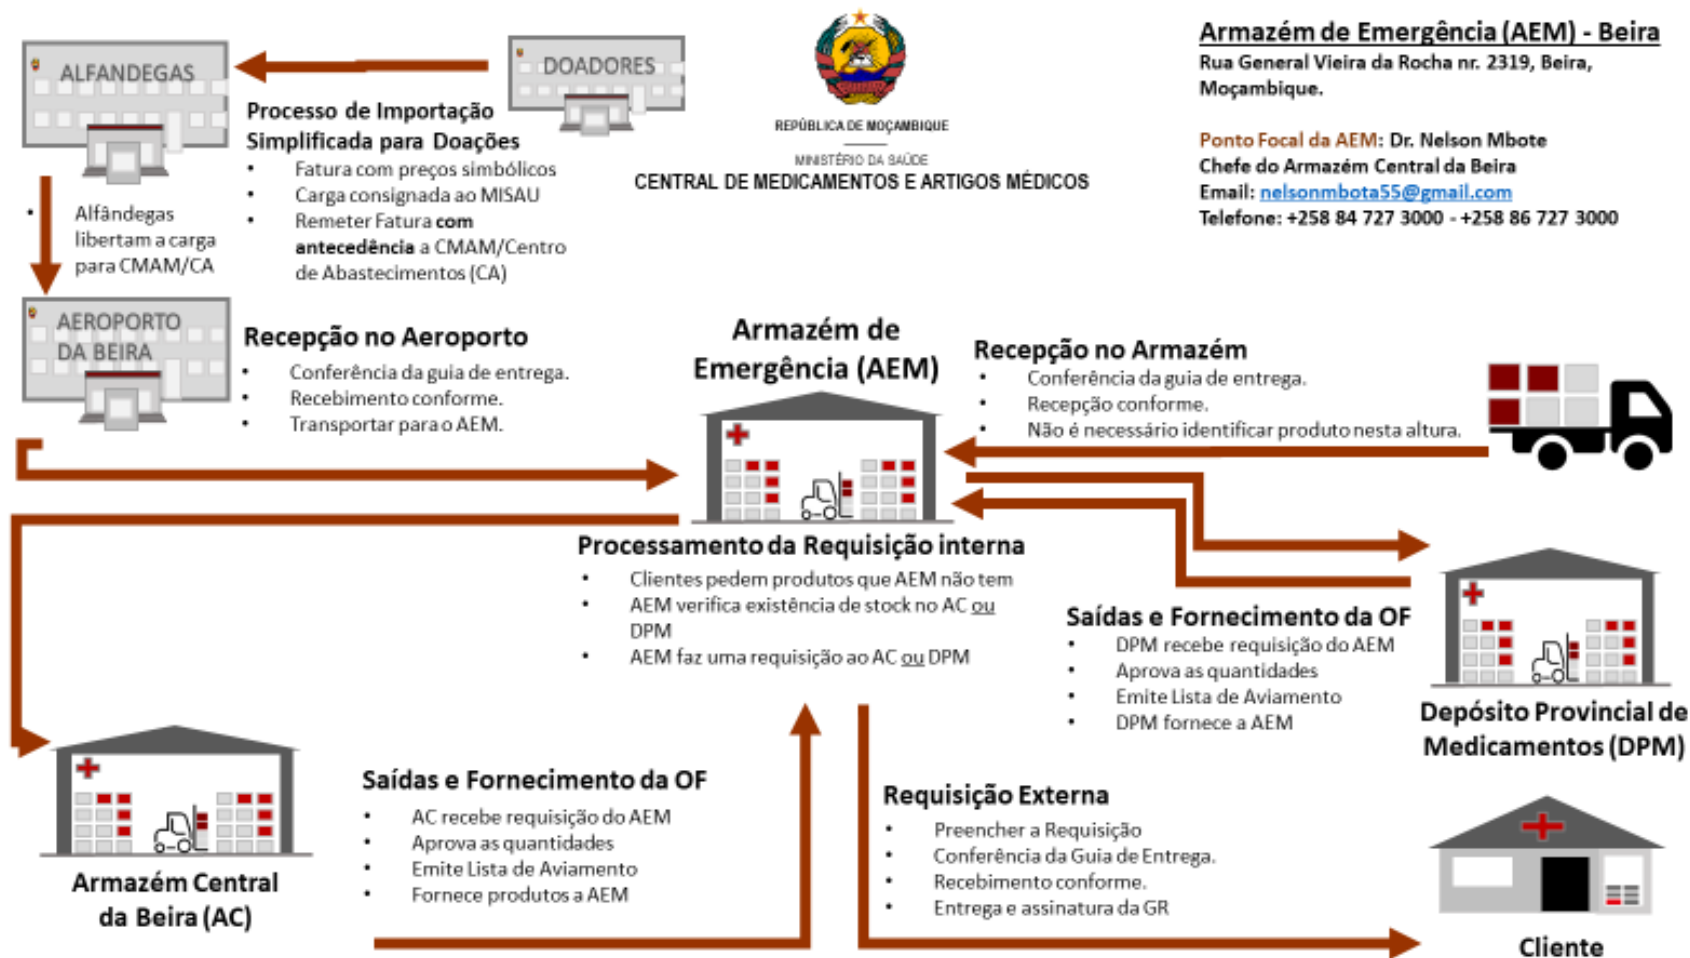 ALFANDEGAS
DOADORES
Processo de Importação
Simplificada para Doações
• Fatura com preços simbólicos
• Carga consignada ao MISAU
• Remeter Fatura com
antecedência a CMAM/Centro
de Abastecimentos (CA)
• Alfândegas
libertam a carga
para CMAM/CA
REPÚBLICA DE MOÇAMBIQUE
MINISTÉRIO DA SAÚDE
CENTRAL DE MEDICAMENTOS E ARTIGOS MÉDICOS
Armazém de Emergência (AEM) - Beira
Rua General Vieira da Rocha nr. 2319, Beira,
Moçambique.
Ponto Focal da AEM: Dr. Nelson Mbote
Chefe do Armazém Central da Beira
Email: nelsonmbota55@gmail.com
Telefone: +258 84 727 3000 - +258 86 727 3000
AEROPORTO
DA BEIRA
Recepção no Aeroporto
• Conferência da guia de entrega.
• Recebimento conforme.
• Transportar para o AEM.
Armazém de
Emergência (AEM)
Recepção no Armazém
• Conferência da guia de entrega.
• Recepção conforme.
• Não é necessário identificar produto nesta altura.
Processamento da Requisição interna
• Clientes pedem produtos que AEM não tem
• AEM verifica existência de stock no AC ou
DPM
• AEM faz uma requisição ao AC ou DPM
Saídas e Fornecimento da OF
• DPM recebe requisição do AEM
• Aprova as quantidades
• Emite Lista de Aviamento
• DPM fornece a AEM
Depósito Provincial de
Medicamentos (DPM)
Armazém Central
da Beira (AC)
Saídas e Fornecimento da OF
• AC recebe requisição do AEM
• Aprova as quantidades
• Emite Lista de Aviamento
• Fornece produtos a AEM
Requisição Externa
• Preencher a Requisição
• Conferência da Guia de Entrega.
• Recebimento conforme.
• Entrega e assinatura da GR
Cliente